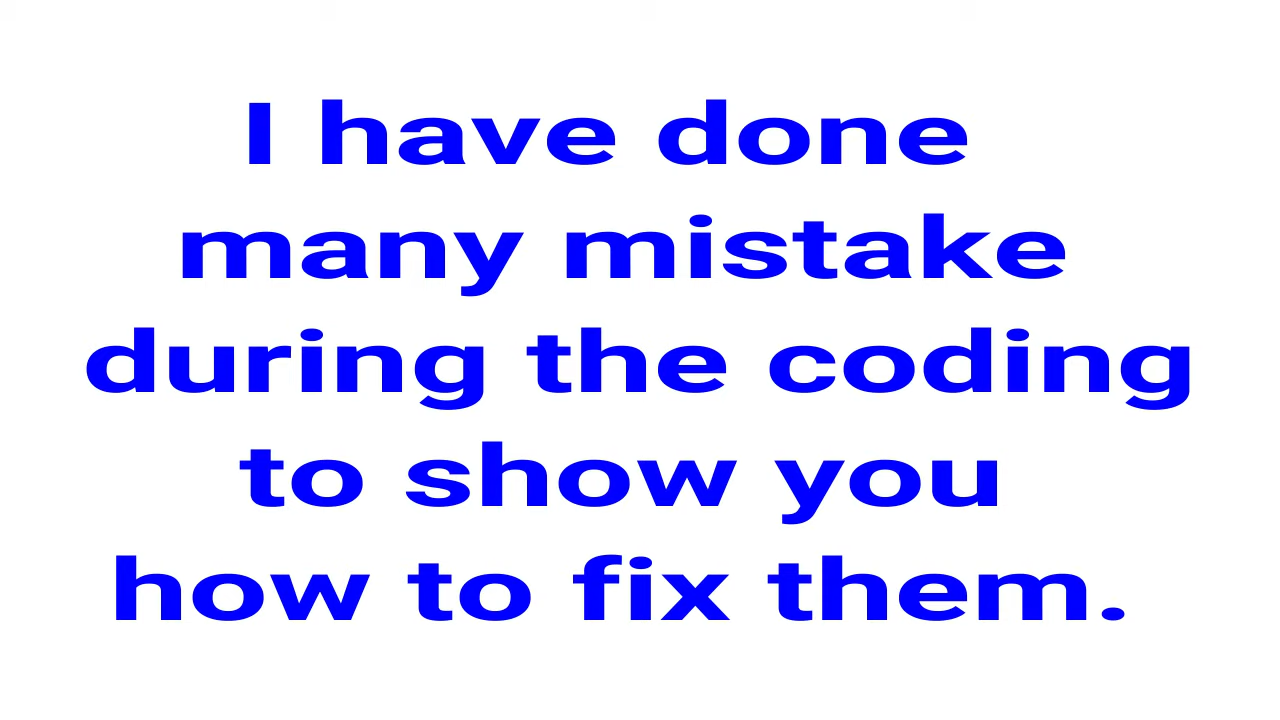 I have done
many mistake
during the coding
to show you
how to fix them.